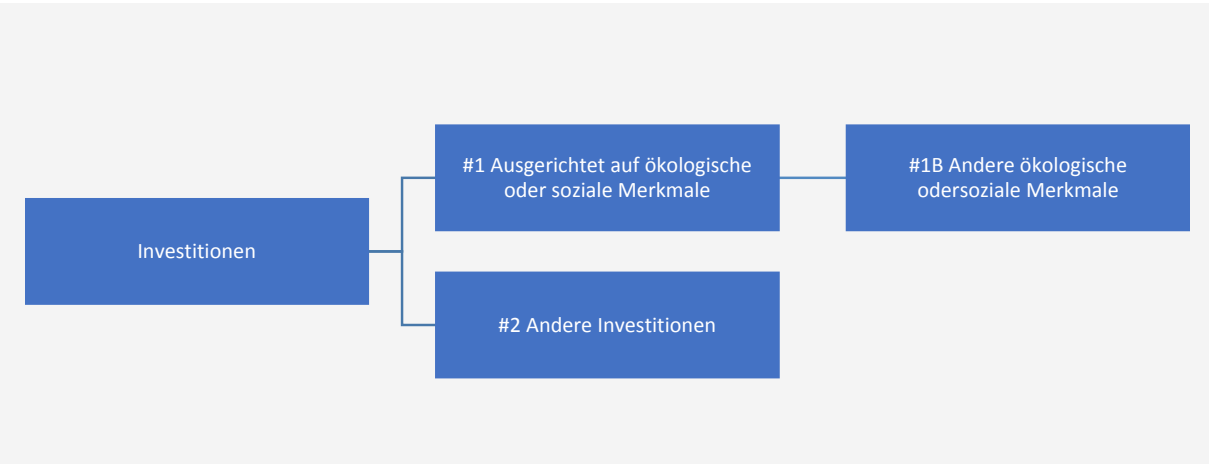 #1 Ausgerichtet auf ökologische
oder soziale Merkmale
#1B Andere ökologische
odersoziale Merkmale
Investitionen
#2 Andere Investitionen